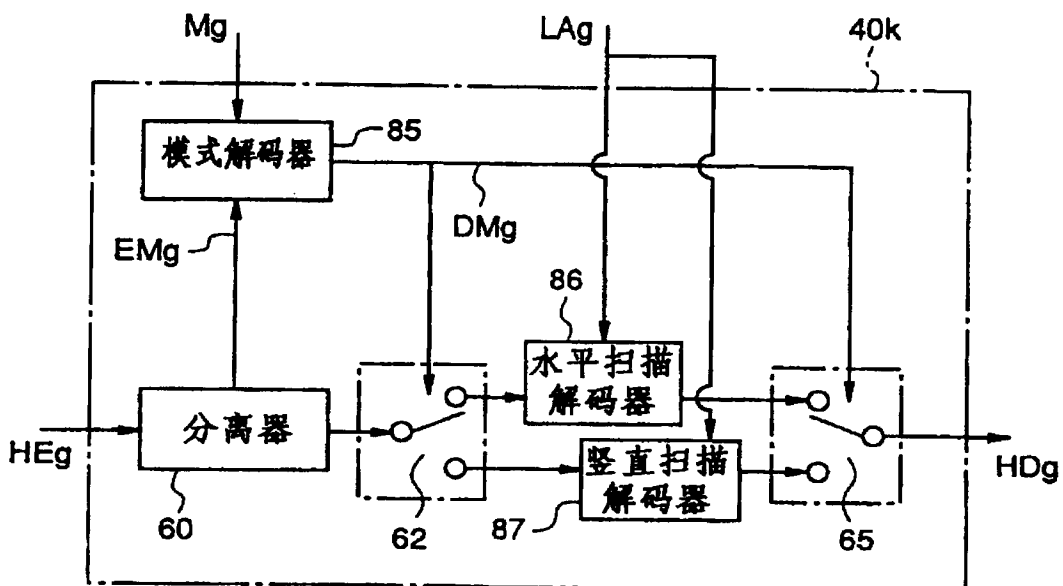 Mg
LAg
40k
模式解码器
85
DMg
EMg
86
水平扫描
解码器
分离器
HEg
竖直扫描
解码器
HDg
60
62
87
65